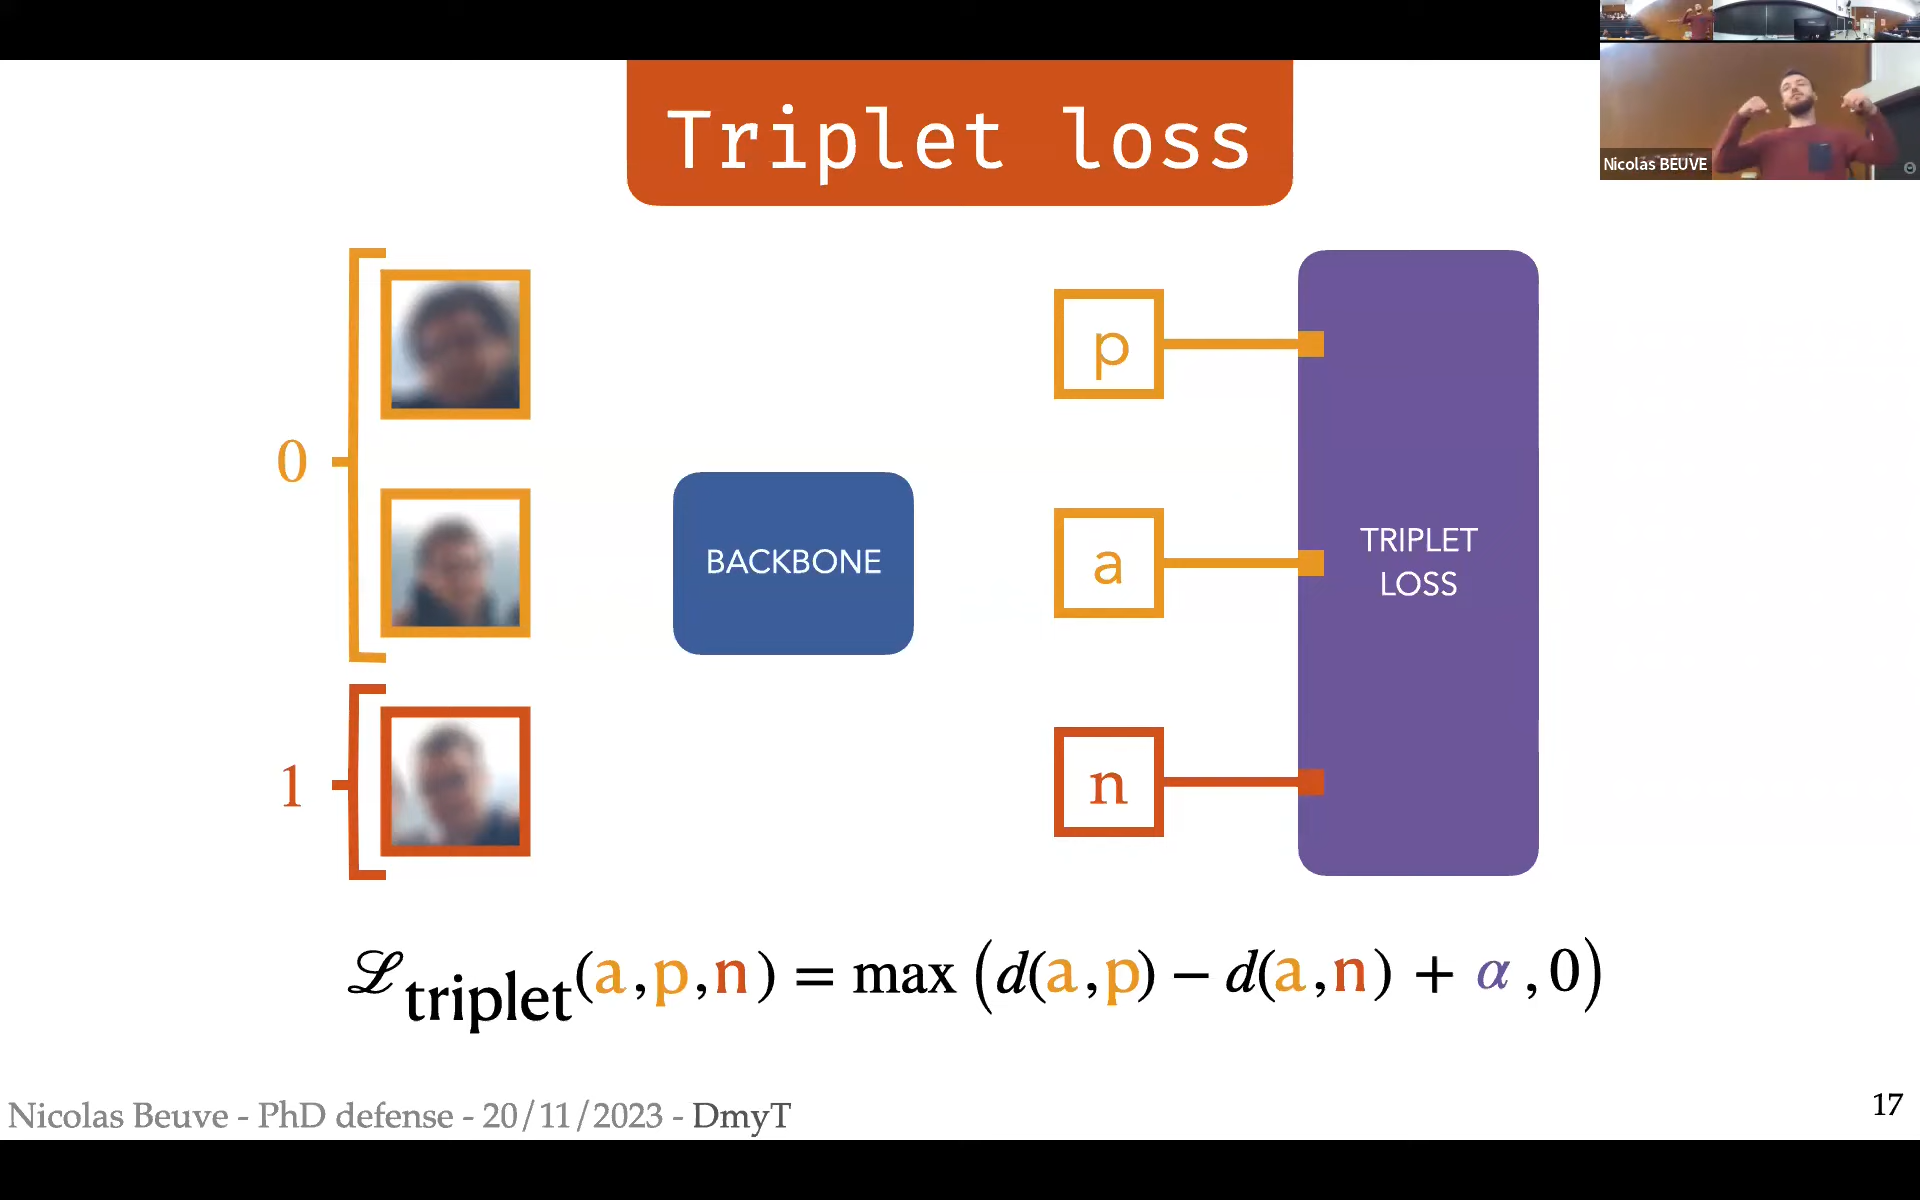 Triplet loss
Nicolas BEUVE
0
1
BACKBONE
p
a
n
TRIPLET
LOSS
ℒtriplet(a,p,n) = max (d(a,p) − d(a,n) + α ,0)
Nicolas Beuve - PhD defense - 20/11/2023 - DmyT
17